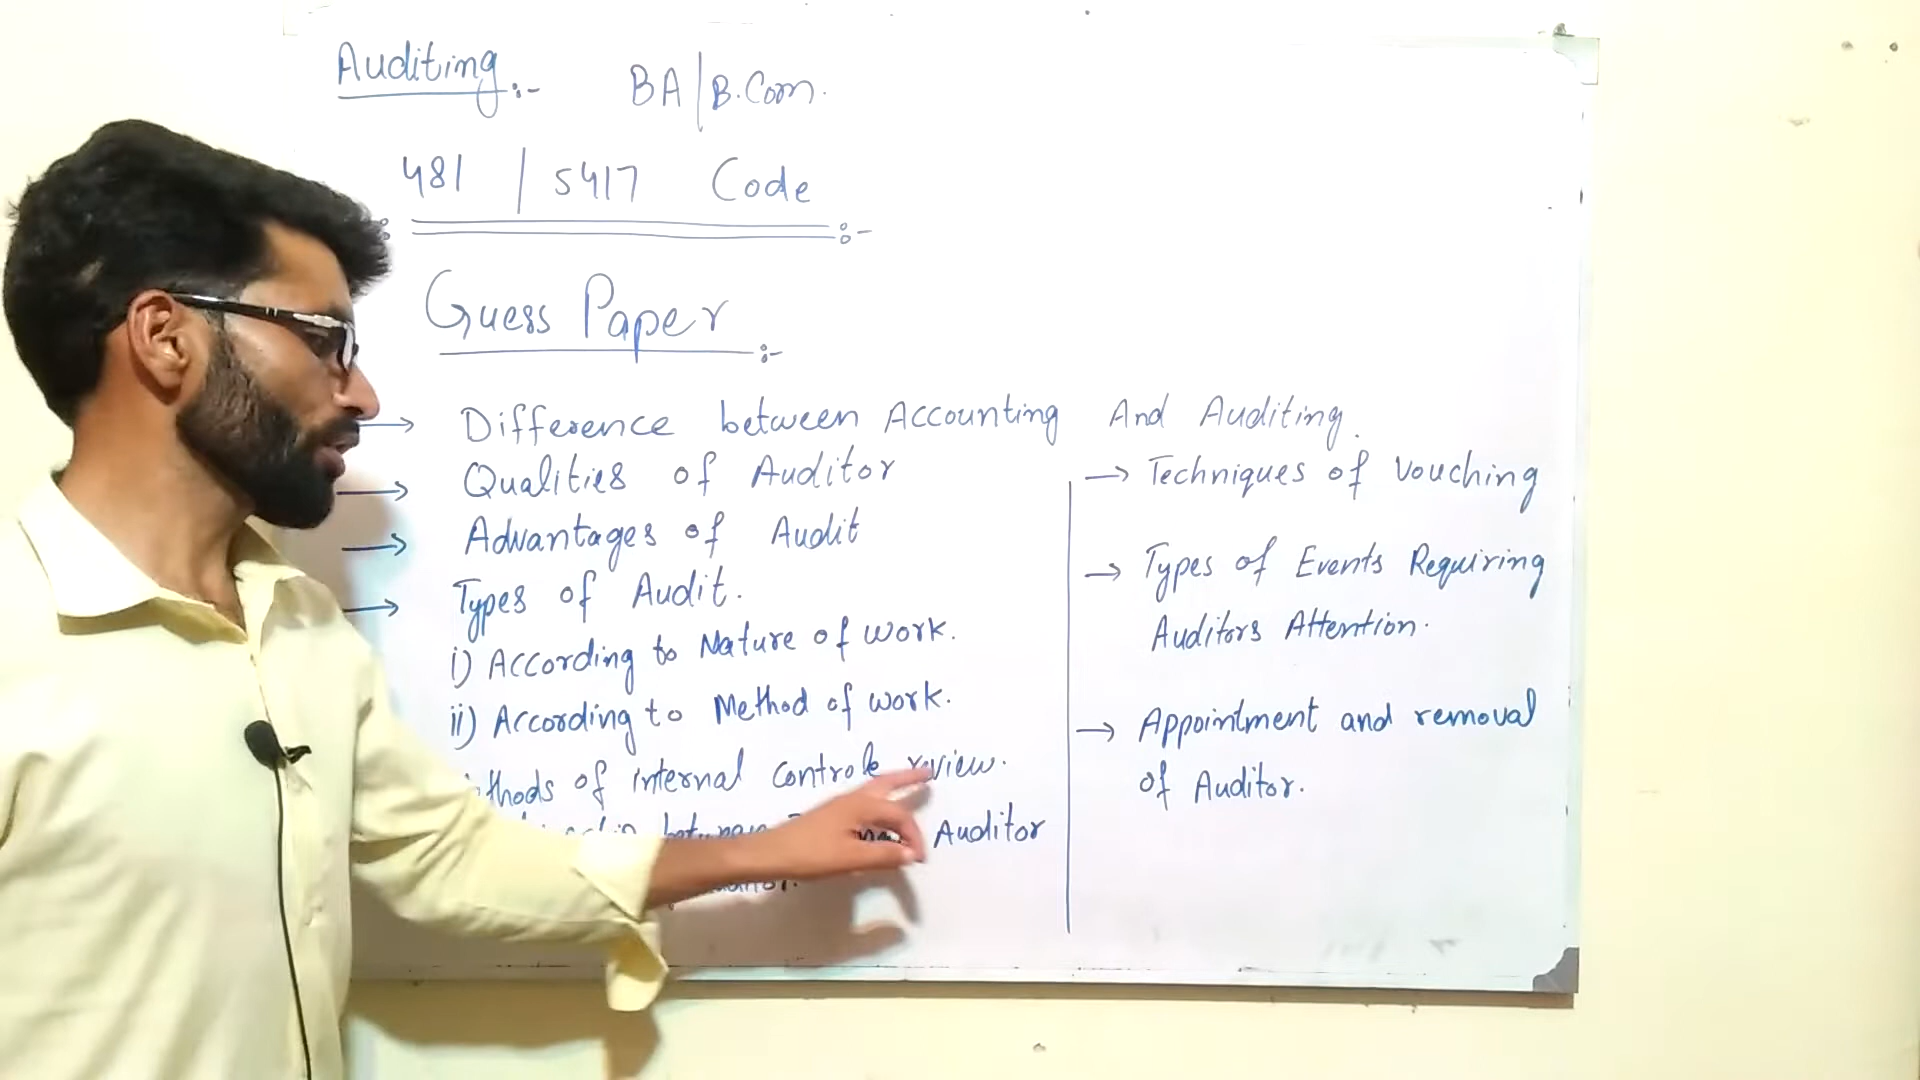 Auditing:-
BA/B.Com.
481 / 5417 Code
Guess Paper :-
→ Difference between Accounting And Auditing.
→ Qualities of Auditor
→ Advantages of Audit
→ Types of Audit.
i) According to Nature of work.
ii) According to Method of work.
of internal controls review.
between Auditor
→ Techniques of Vouching
→ Types of Events Requiring
Auditors Attention.
→ Appointment and removal
of Auditor.